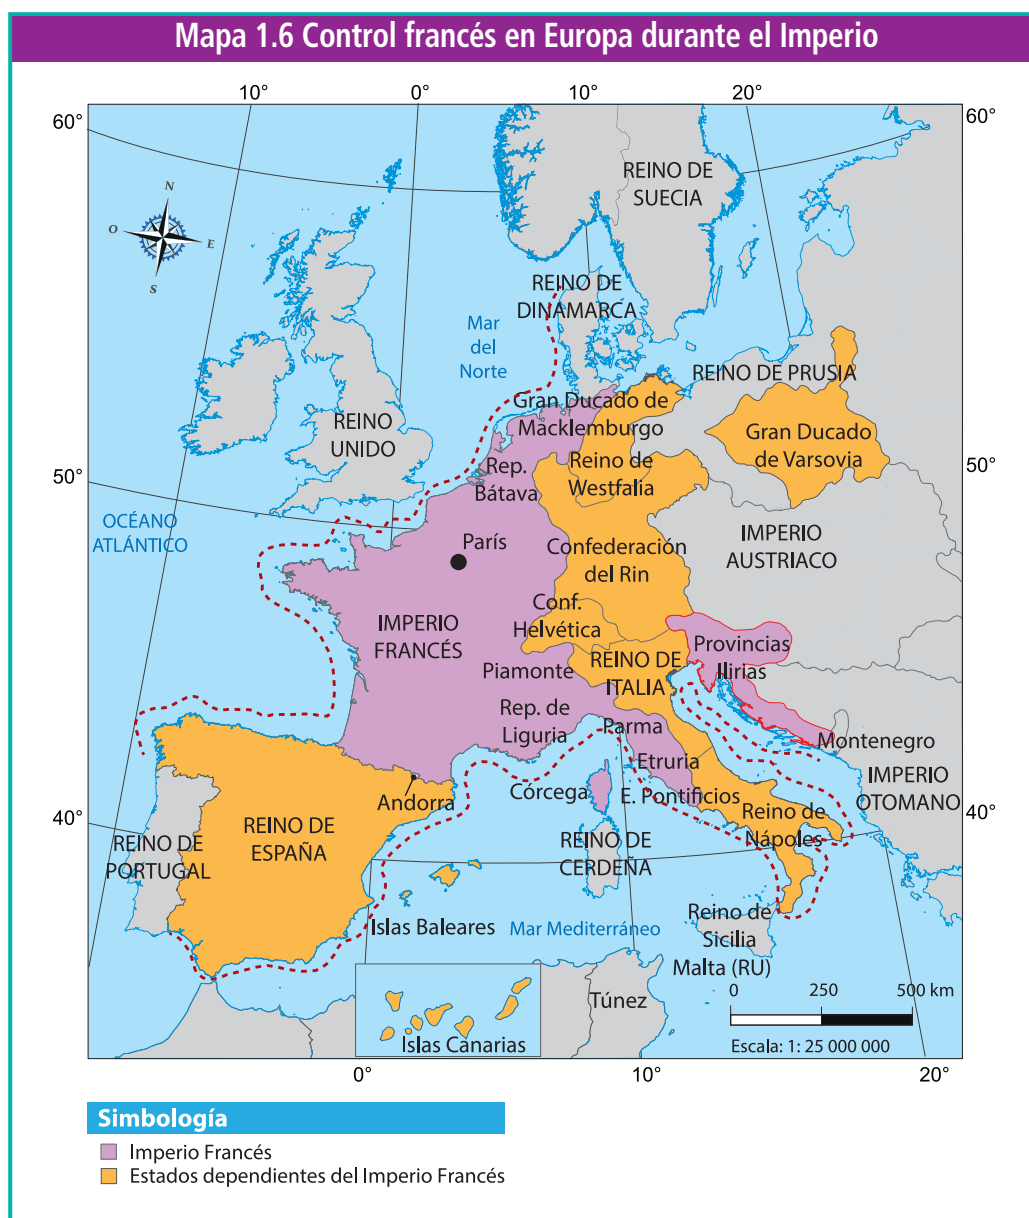 Mapa 1.6 Control francés en Europa durante el Imperio
10°
0°
10°
20°
60°
60°
N
O
E
S
REINO DE
SUECIA
REINO DE
DINAMARCA
Mar
del
Norte
REINO DE PRUSIA
REINO
UNIDO
Gran Ducado de
Macklemburgo
Gran Ducado
de Varsovia
Rep.
Bátava
Reino de
Westfalia
50°
50°
OCÉANO
ATLÁNTICO
París
IMPERIO
AUSTRIACO
Confederación
del Rin
Conf.
Helvética
IMPERIO
FRANCÉS
Provincias
Ilirias
Piamonte
REINO DE
ITALIA
Rep. de
Liguria
Parma
Montenegro
Etruria
Andorra
Córcega
E. Pontificios
IMPERIO
OTOMANO
40°
40°
REINO DE
PORTUGAL
REINO DE
ESPAÑA
REINO DE
CERDEÑA
Reino de
Nápoles
Islas Baleares
Mar Mediterráneo
Reino de
Sicilia
Malta (RU)
Túnez
0
250
500 km
Escala: 1: 25 000 000
Islas Canarias
0°
10°
20°
Simbología
Imperio Francés
Estados dependientes del Imperio Francés